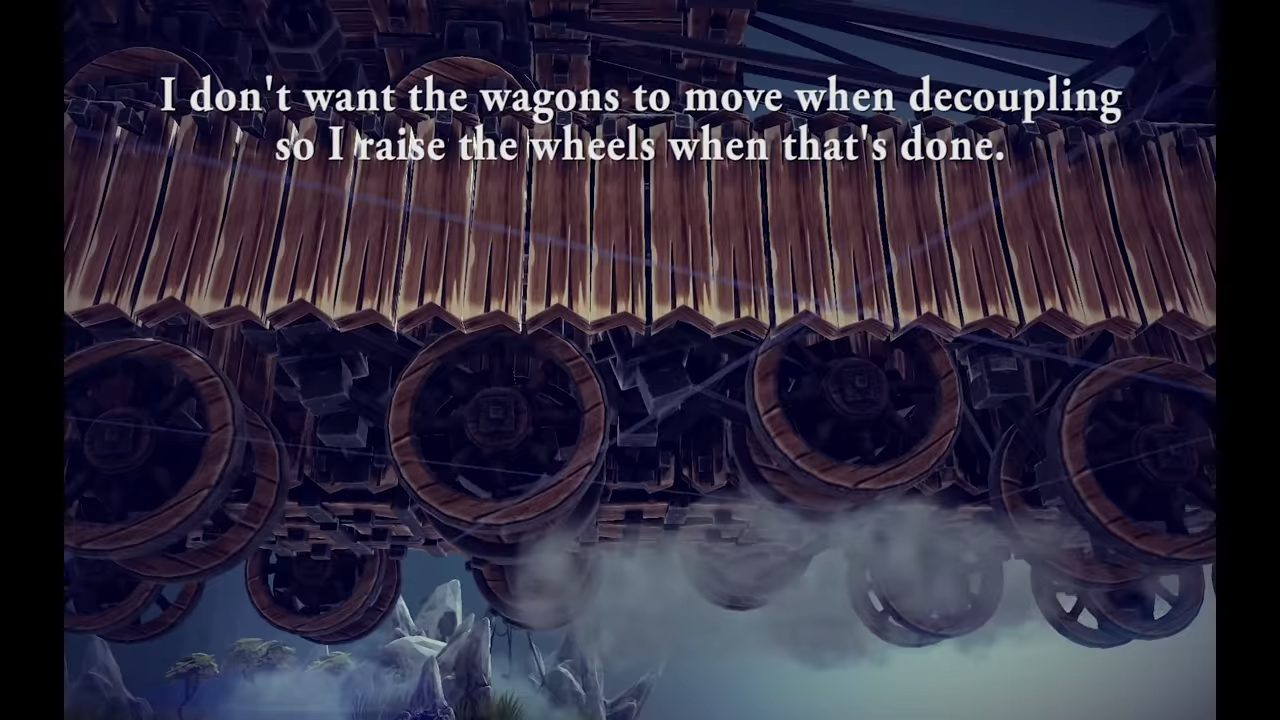 I don't want the wagons to move when decoupling
so I raise the wheels when that's done.